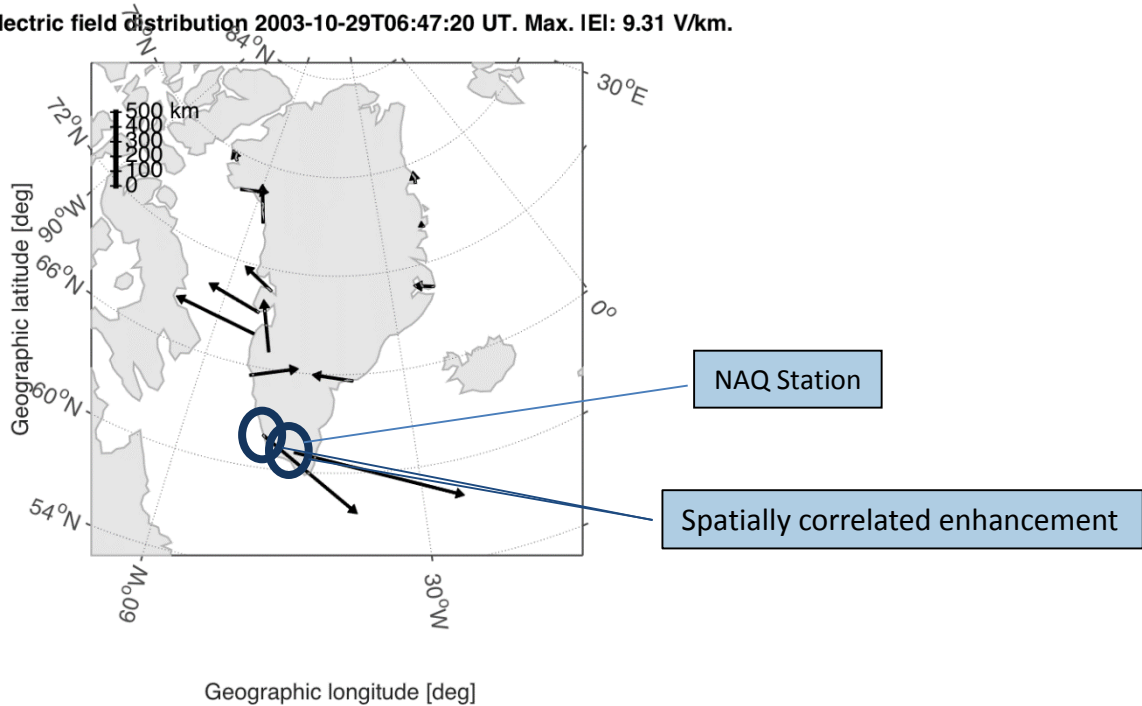 lectric field distribution 2003-10-29T06:47:20 UT. Max. |E|: 9.31 V/km.
84°N
30°E
72°N
500 km
400
300
200
100
0
90°W
66°N
0°
Geographic latitude [deg]
NAQ Station
60°N
Spatially correlated enhancement
54°N
60°W
30°W
Geographic longitude [deg]